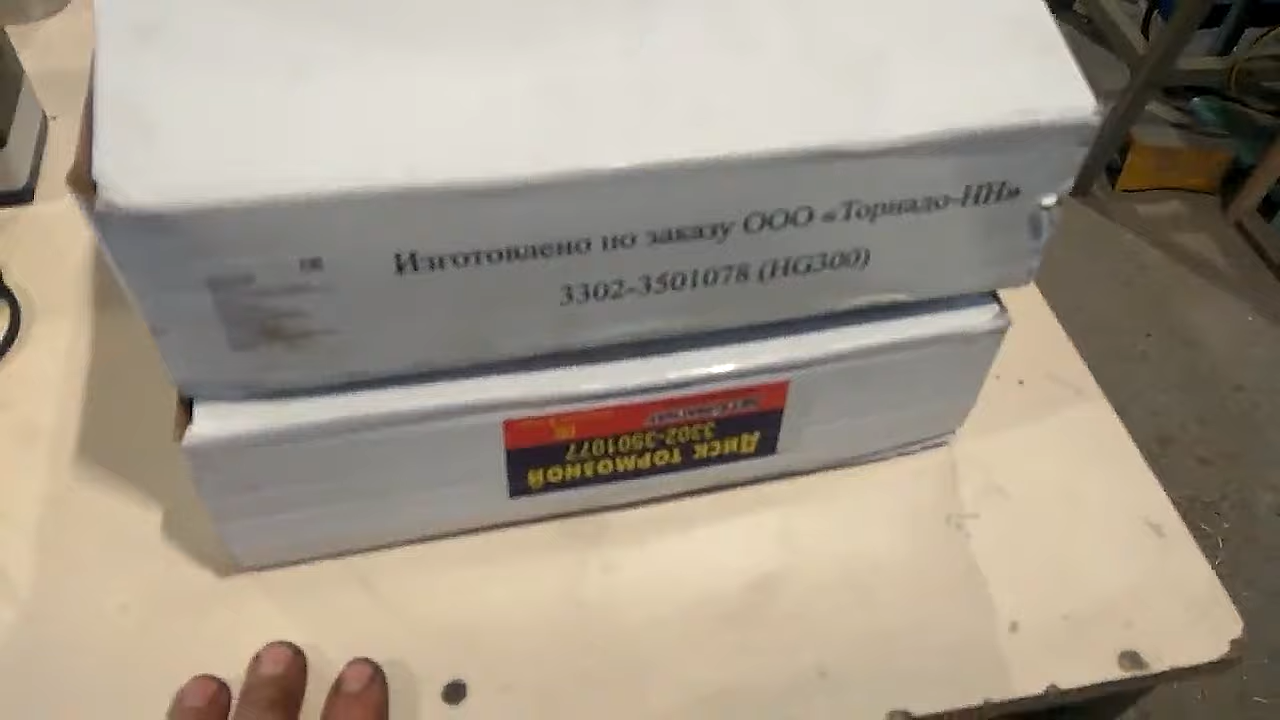 Изготовлено по заказу ООО «Торнадо-НН»
3302-3501078 (HG300)
Диск тормозной
3302-3501077